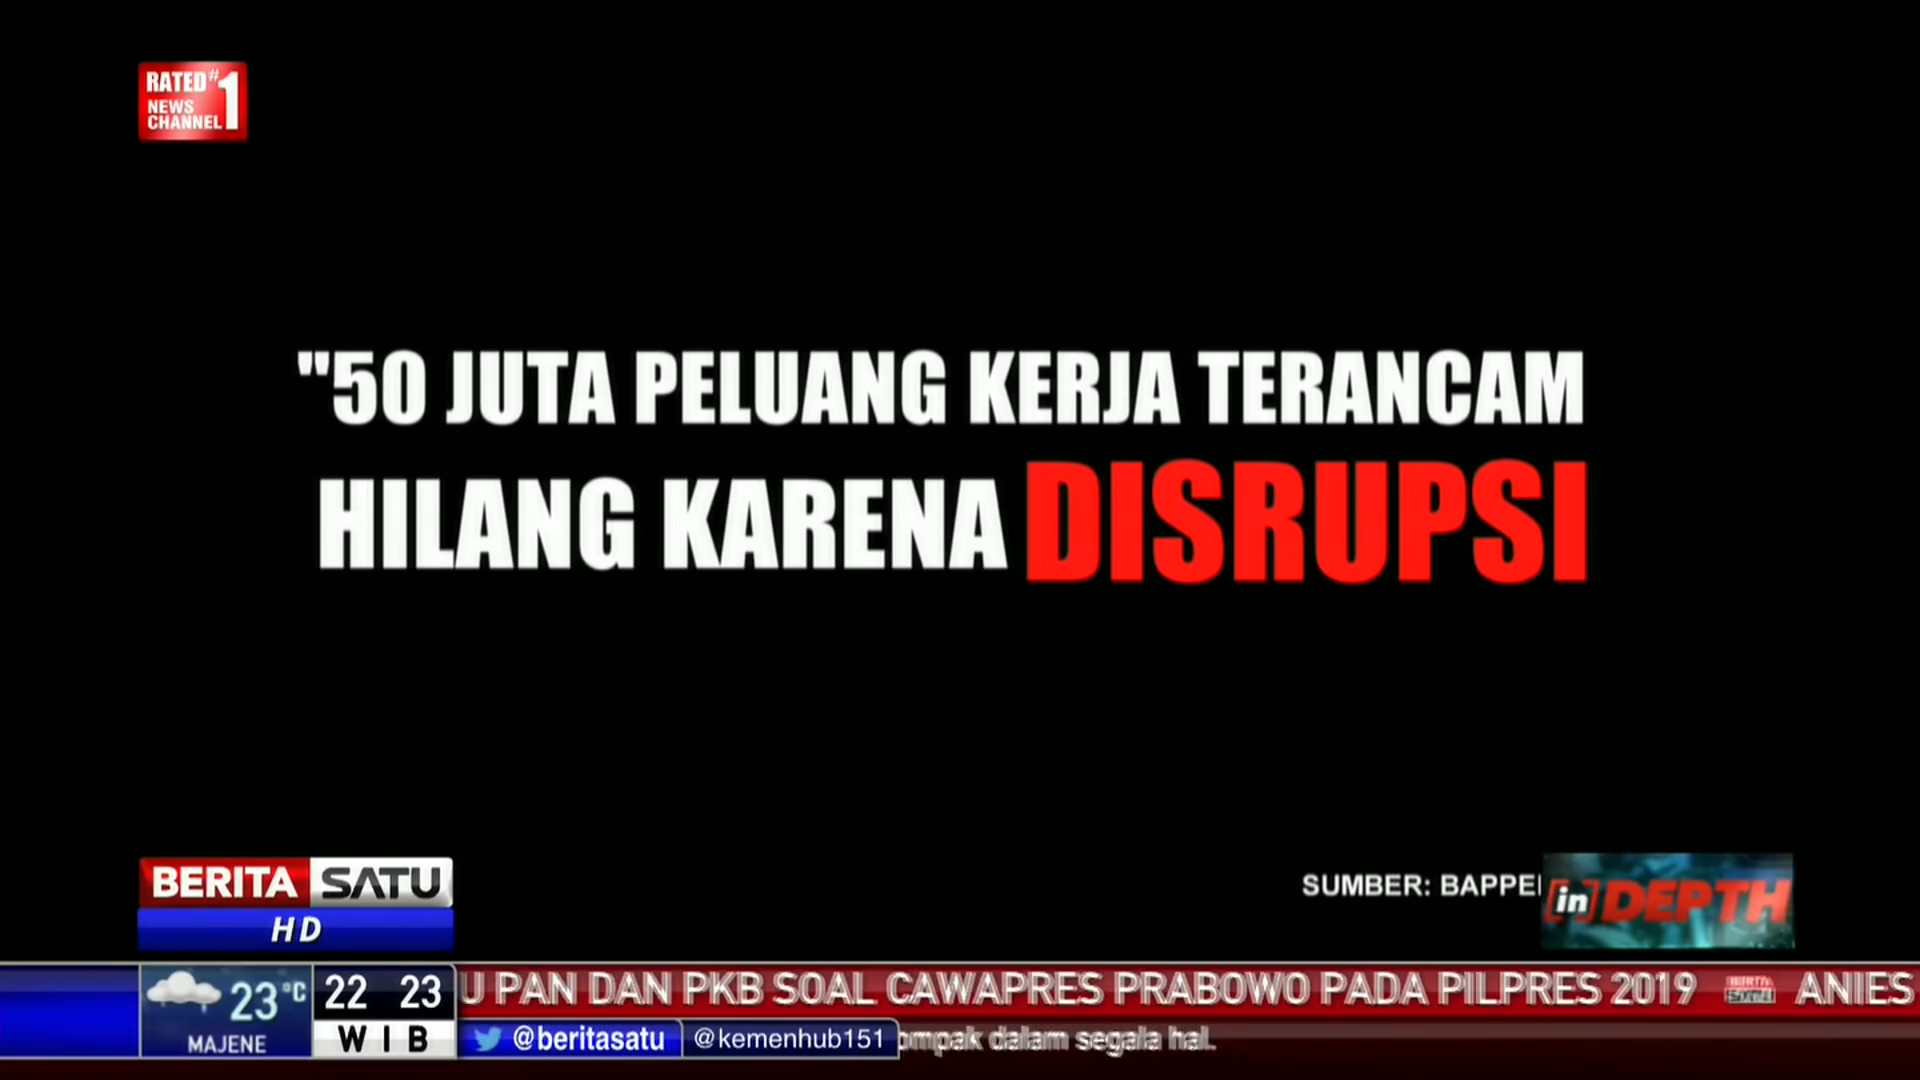 RATED #1
NEWS
CHANNEL
"50 JUTA PELUANG KERJA TERANCAM
HILANG KARENA DISRUPSI
BERITA SATU
HD
SUMBER:
[in] DEPTH
23°C
MAJENE
22 23
WIB
U PAN DAN PKB SOAL CAWAPRES PRABOWO PADA PILPRES 2019 BERITA SATU ANIES
@beritasatu @kemenhub151 ompak dalam segala hal.